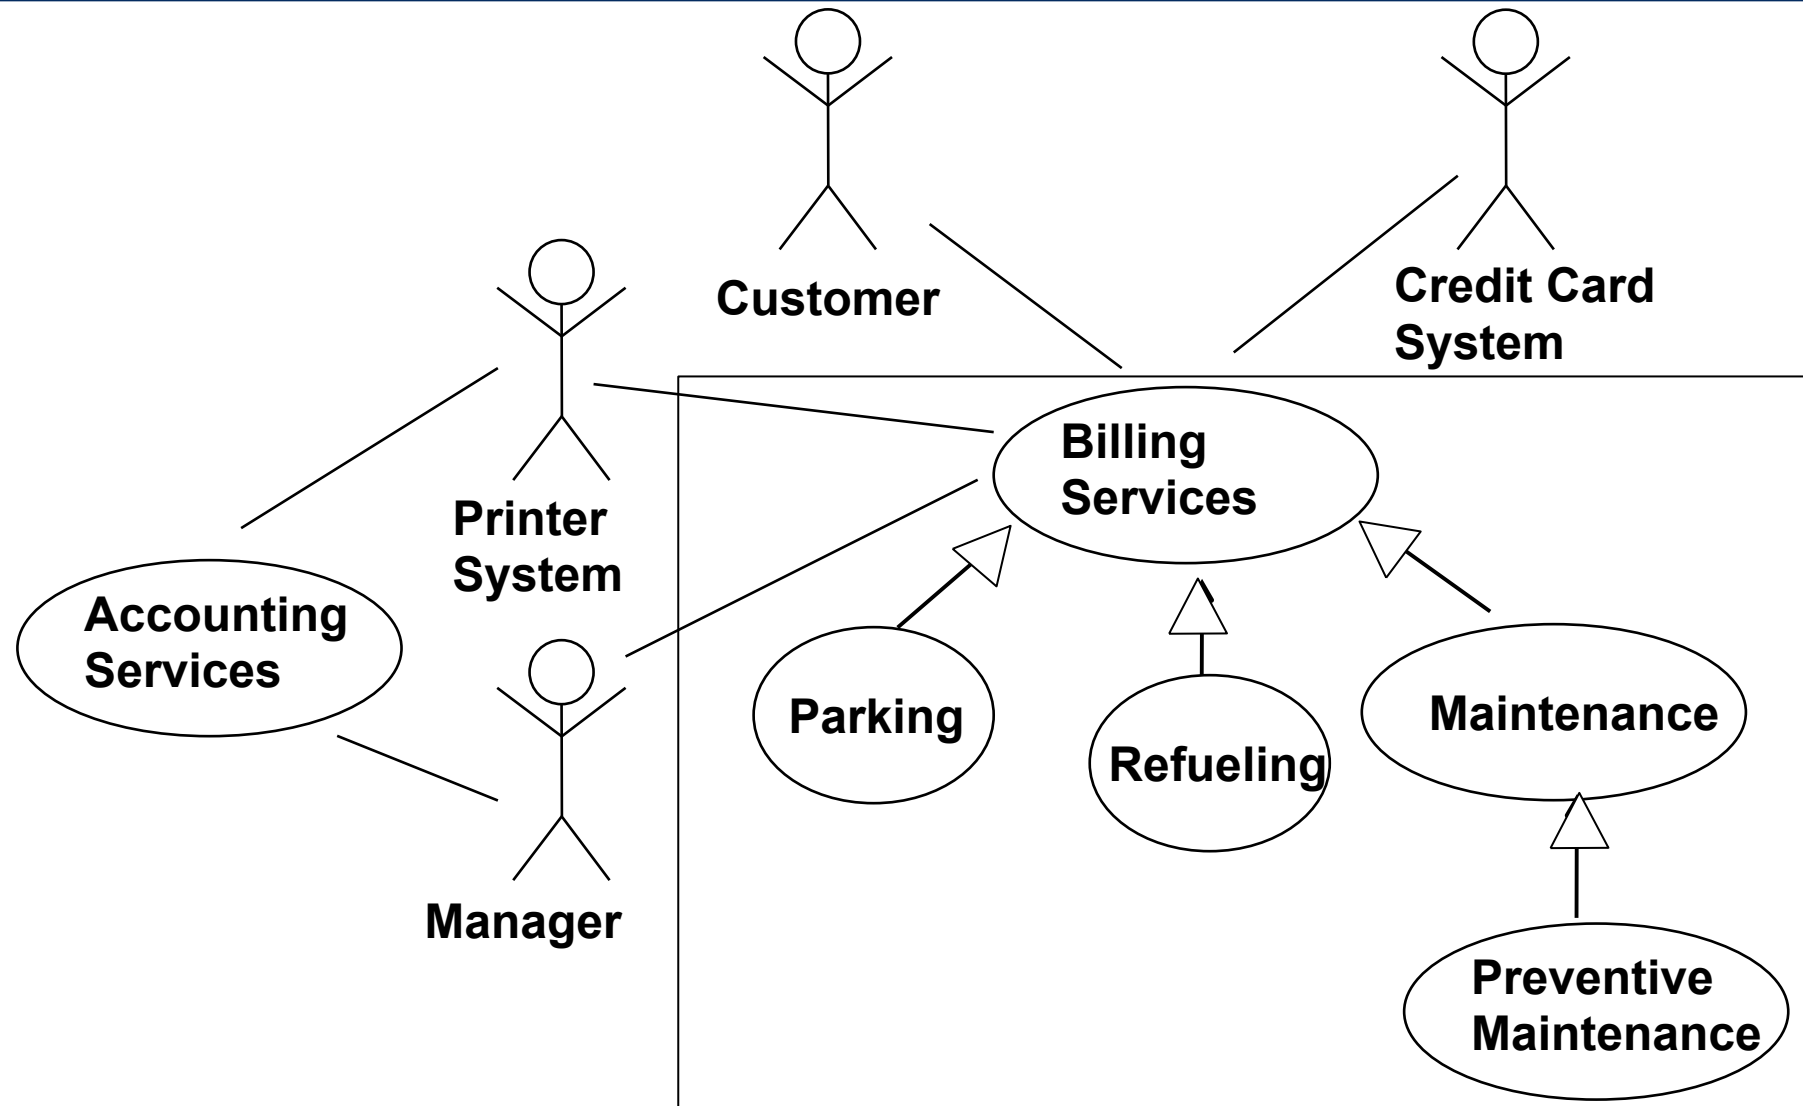 Customer
Credit Card
System
Printer
System
Billing
Services
Accounting
Services
Parking
Refueling
Maintenance
Manager
Preventive
Maintenance